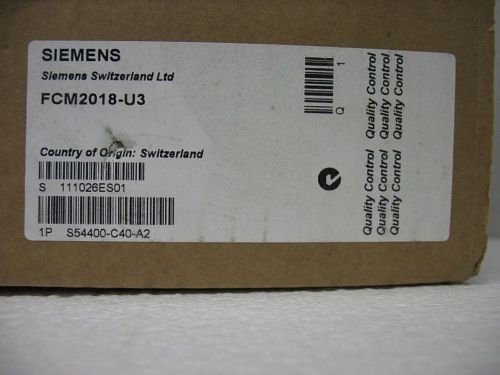 SIEMENS
Siemens Switzerland Ltd
FCM2018-U3
Country of Origin: Switzerland
S 111026ES01
1P S54400-C40-A2
Q 1
Quality Control Quality Control
Quality Control Quality Control
Quality Control Quality Control